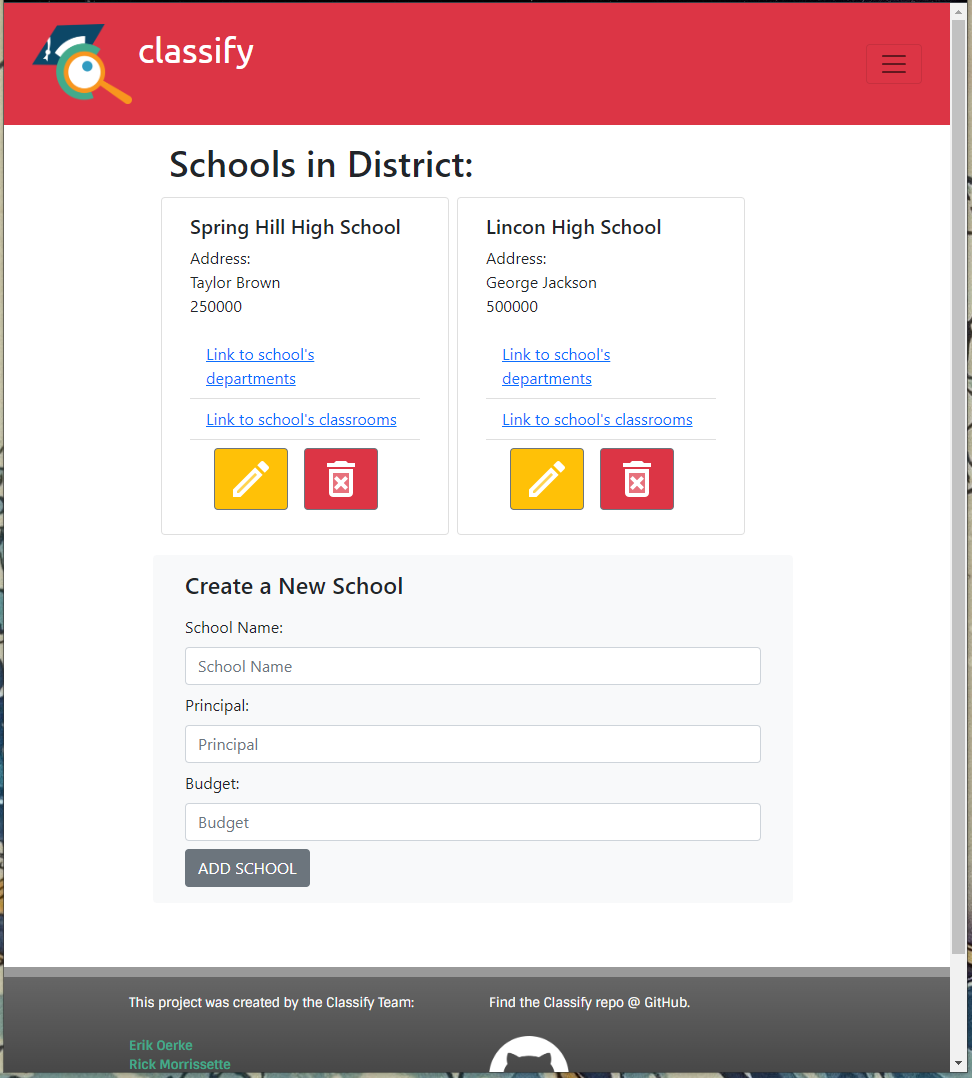 classify
Schools in District:
Spring Hill High School
Address:
Taylor Brown
250000
Link to school's
departments
Link to school's classrooms
Lincon High School
Address:
George Jackson
500000
Link to school's
departments
Link to school's classrooms
Create a New School
School Name:
School Name
Principal:
Principal
Budget:
Budget
ADD SCHOOL
This project was created by the Classify Team:
Erik Oerke
Rick Morrissette
Find the Classify repo @ GitHub.